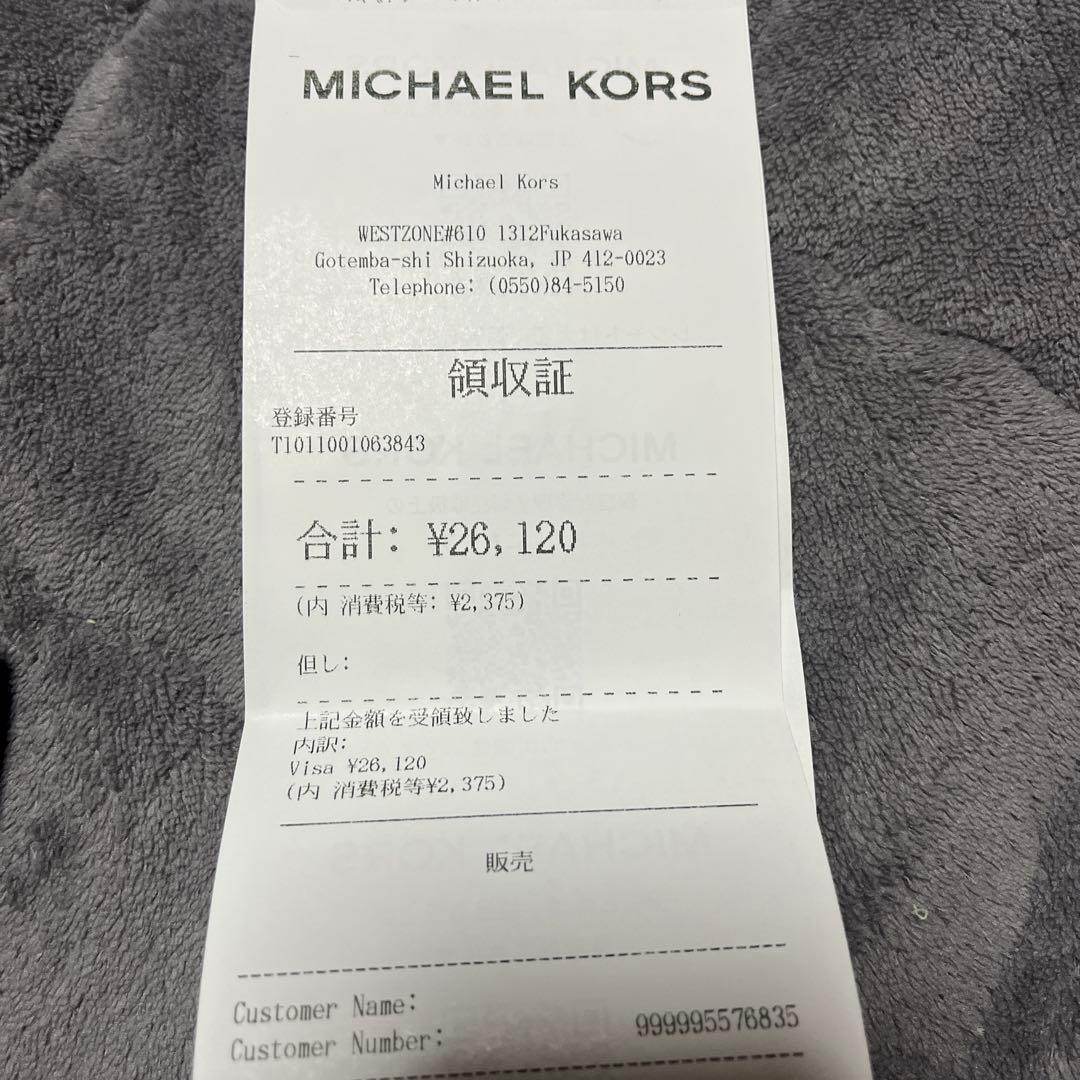 MICHAEL KORS
Michael Kors
WESTZONE#610 1312Fukasawa
Gotemba-shi Shizuoka, JP 412-0023
Telephone: (0550)84-5150
領収証
登録番号
T1011001063843
合計: ¥26,120
(内 消費税等: ¥2,375)
但し:
上記金額を受領致しました
内訳:
Visa ¥26,120
(内 消費税等¥2,375)
販売
Customer Name:
Customer Number: 999995576835